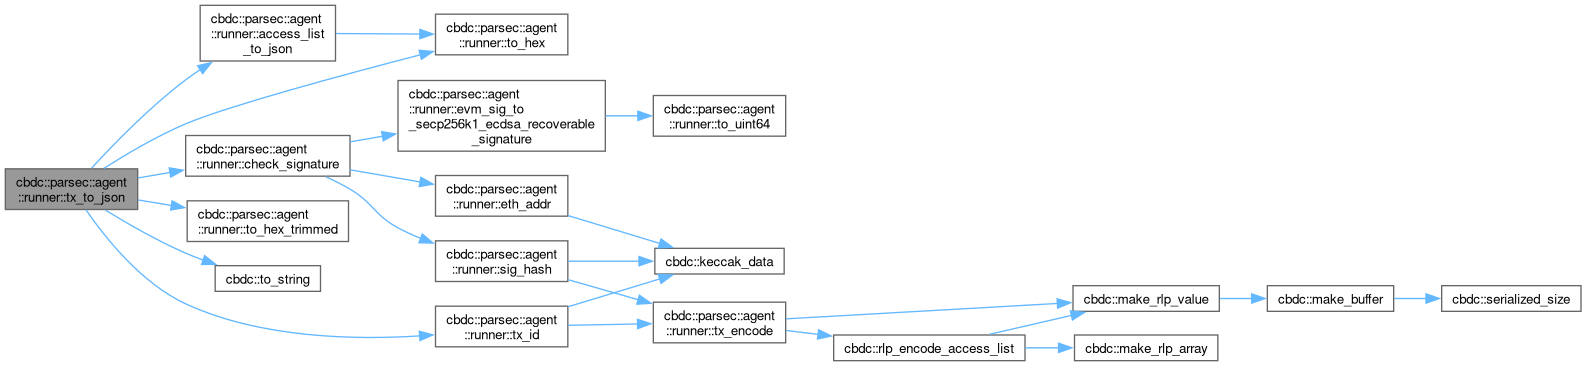 cbdc::parsec::agent
::runner::tx_to_json
cbdc::parsec::agent
::runner::access_list
_to_json
cbdc::parsec::agent
::runner::to_hex
cbdc::parsec::agent
::runner::check_signature
cbdc::parsec::agent
::runner::evm_sig_to
_secp256k1_ecdsa_recoverable
_signature
cbdc::parsec::agent
::runner::to_uint64
cbdc::parsec::agent
::runner::eth_addr
cbdc::parsec::agent
::runner::sig_hash
cbdc::keccak_data
cbdc::parsec::agent
::runner::to_hex_trimmed
cbdc::to_string
cbdc::parsec::agent
::runner::tx_id
cbdc::parsec::agent
::runner::tx_encode
cbdc::make_rlp_value
cbdc::make_buffer
cbdc::serialized_size
cbdc::rlp_encode_access_list
cbdc::make_rlp_array